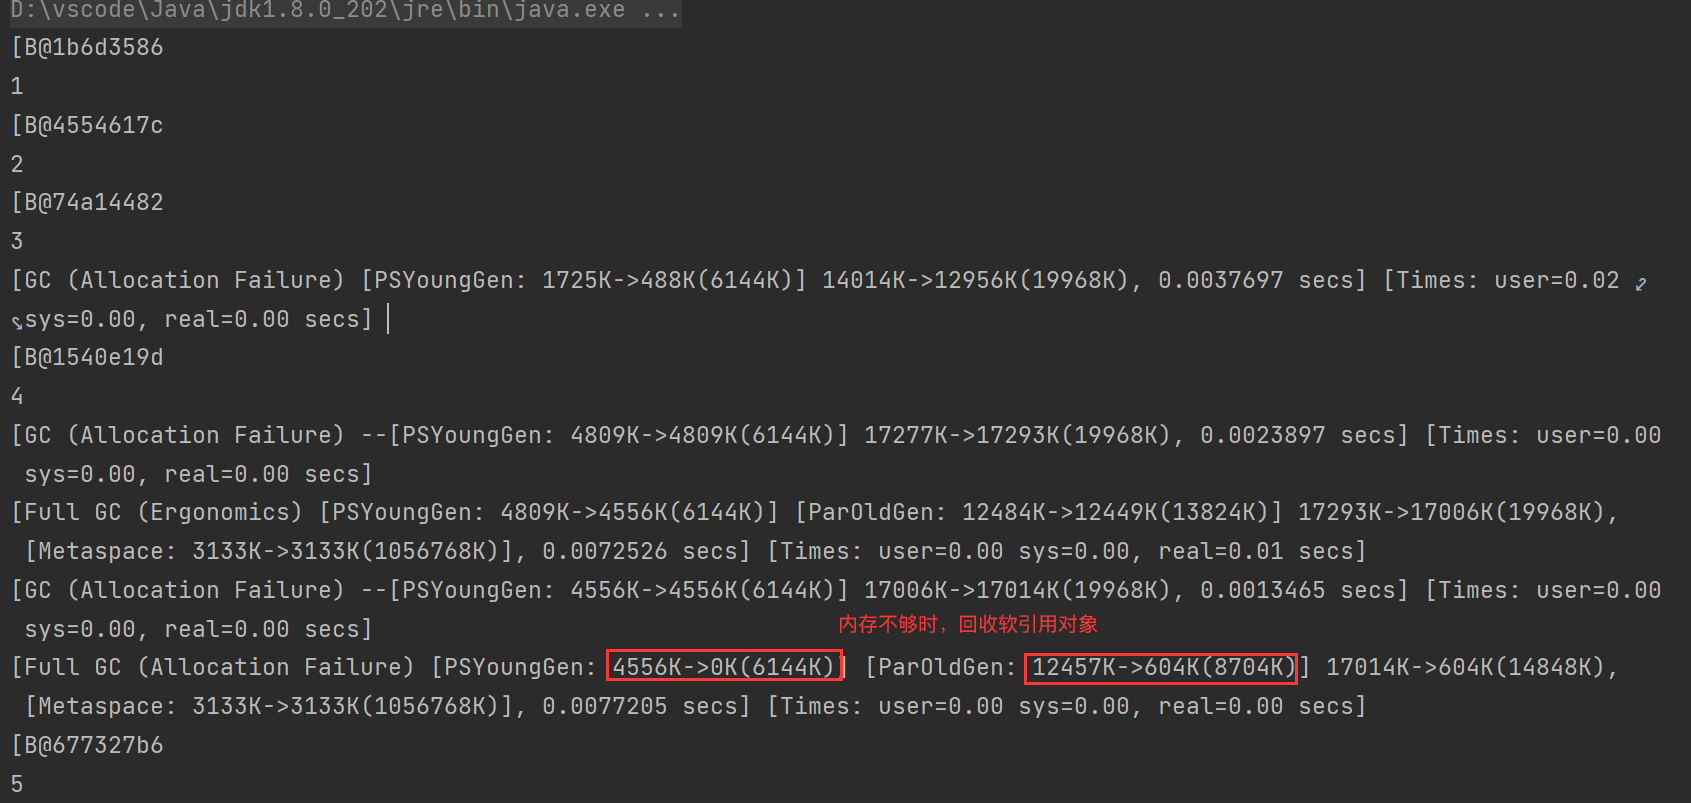 D:\vscode\Java\jdk1.8.0_202\jre\bin\java.exe ...
[B@1b6d3586
1
[B@4554617c
2
[B@74a14482
3
[GC (Allocation Failure) [PSYoungGen: 1725K->488K(6144K)] 14014K->12956K(19968K), 0.0037697 secs] [Times: user=0.02
sys=0.00, real=0.00 secs]
[B@1540e19d
4
[GC (Allocation Failure) --[PSYoungGen: 4809K->4809K(6144K)] 17277K->17293K(19968K), 0.0023897 secs] [Times: user=0.00
sys=0.00, real=0.00 secs]
[Full GC (Ergonomics) [PSYoungGen: 4809K->4556K(6144K)] [ParOldGen: 12484K->12449K(13824K)] 17293K->17006K(19968K),
[Metaspace: 3133K->3133K(1056768K)], 0.0072526 secs] [Times: user=0.00 sys=0.00, real=0.01 secs]
[GC (Allocation Failure) --[PSYoungGen: 4556K->4556K(6144K)] 17006K->17014K(19968K), 0.0013465 secs] [Times: user=0.00
sys=0.00, real=0.00 secs]
内存不够时，回收软引用对象
[Full GC (Allocation Failure) [PSYoungGen: 4556K->0K(6144K)] [ParOldGen: 12457K->604K(8704K)] 17014K->604K(14848K),
[Metaspace: 3133K->3133K(1056768K)], 0.0077205 secs] [Times: user=0.00 sys=0.00, real=0.00 secs]
[B@677327b6
5